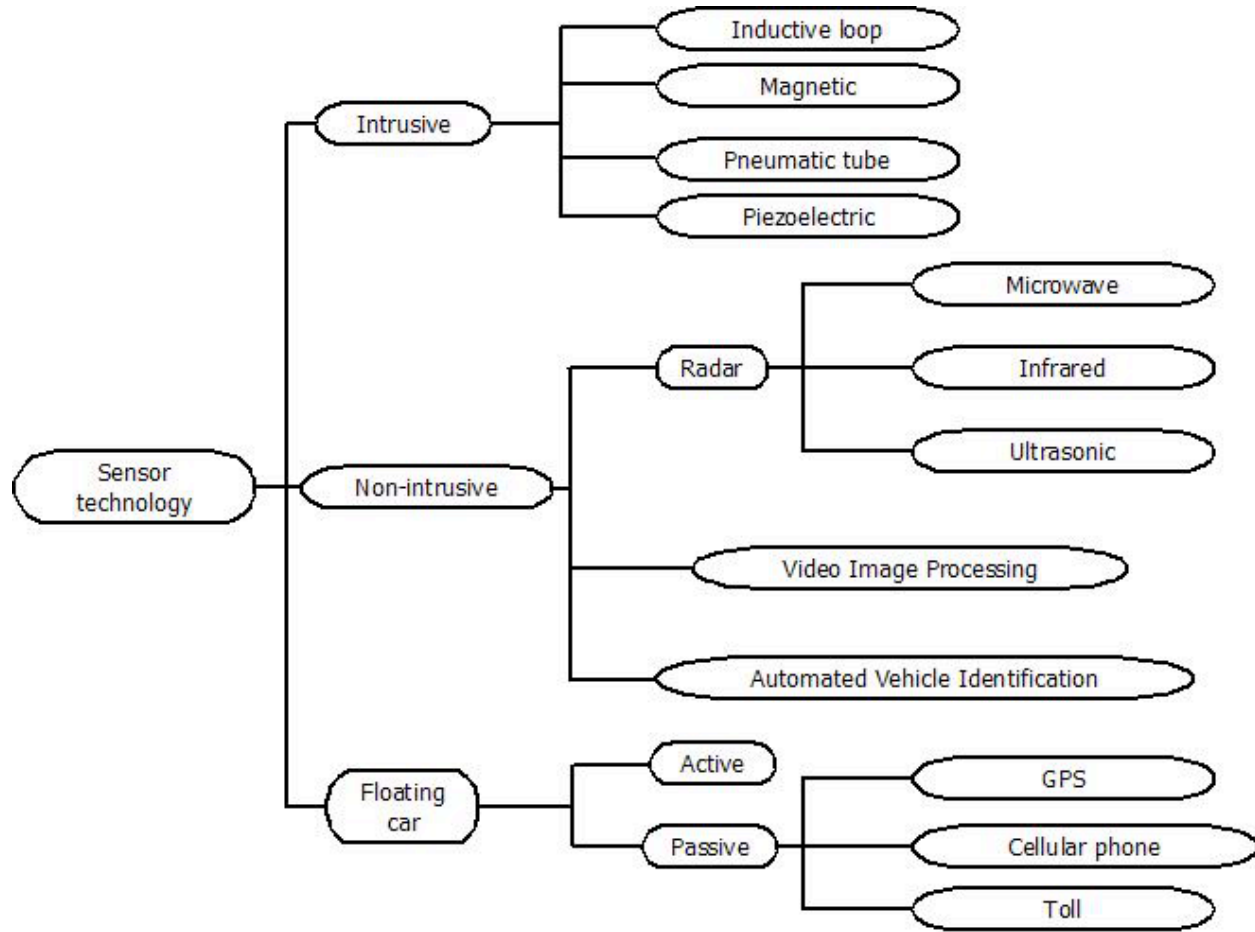 Inductive loop
Magnetic
Intrusive
Pneumatic tube
Piezoelectric
Microwave
Radar
Infrared
Ultrasonic
Sensor
technology
Non-intrusive
Video Image Processing
Automated Vehicle Identification
Active
GPS
Floating
car
Passive
Cellular phone
Toll